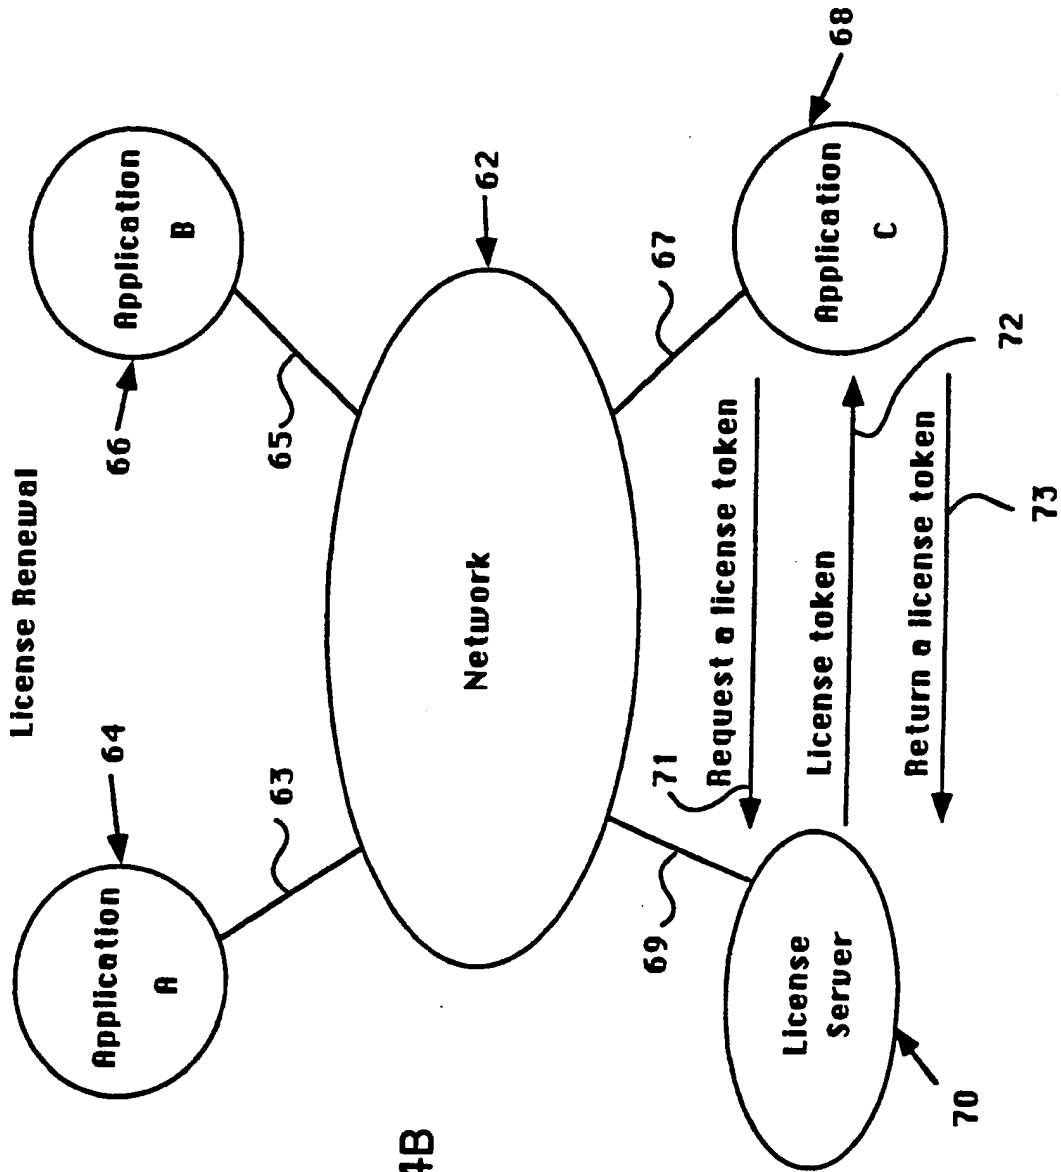 License Renewal
Application
A
64
63
Application
B
66
65
Network
62
69
67
License
Server
70
Application
C
68
71
Request a license token
License token
72
Return a license token
73
4B